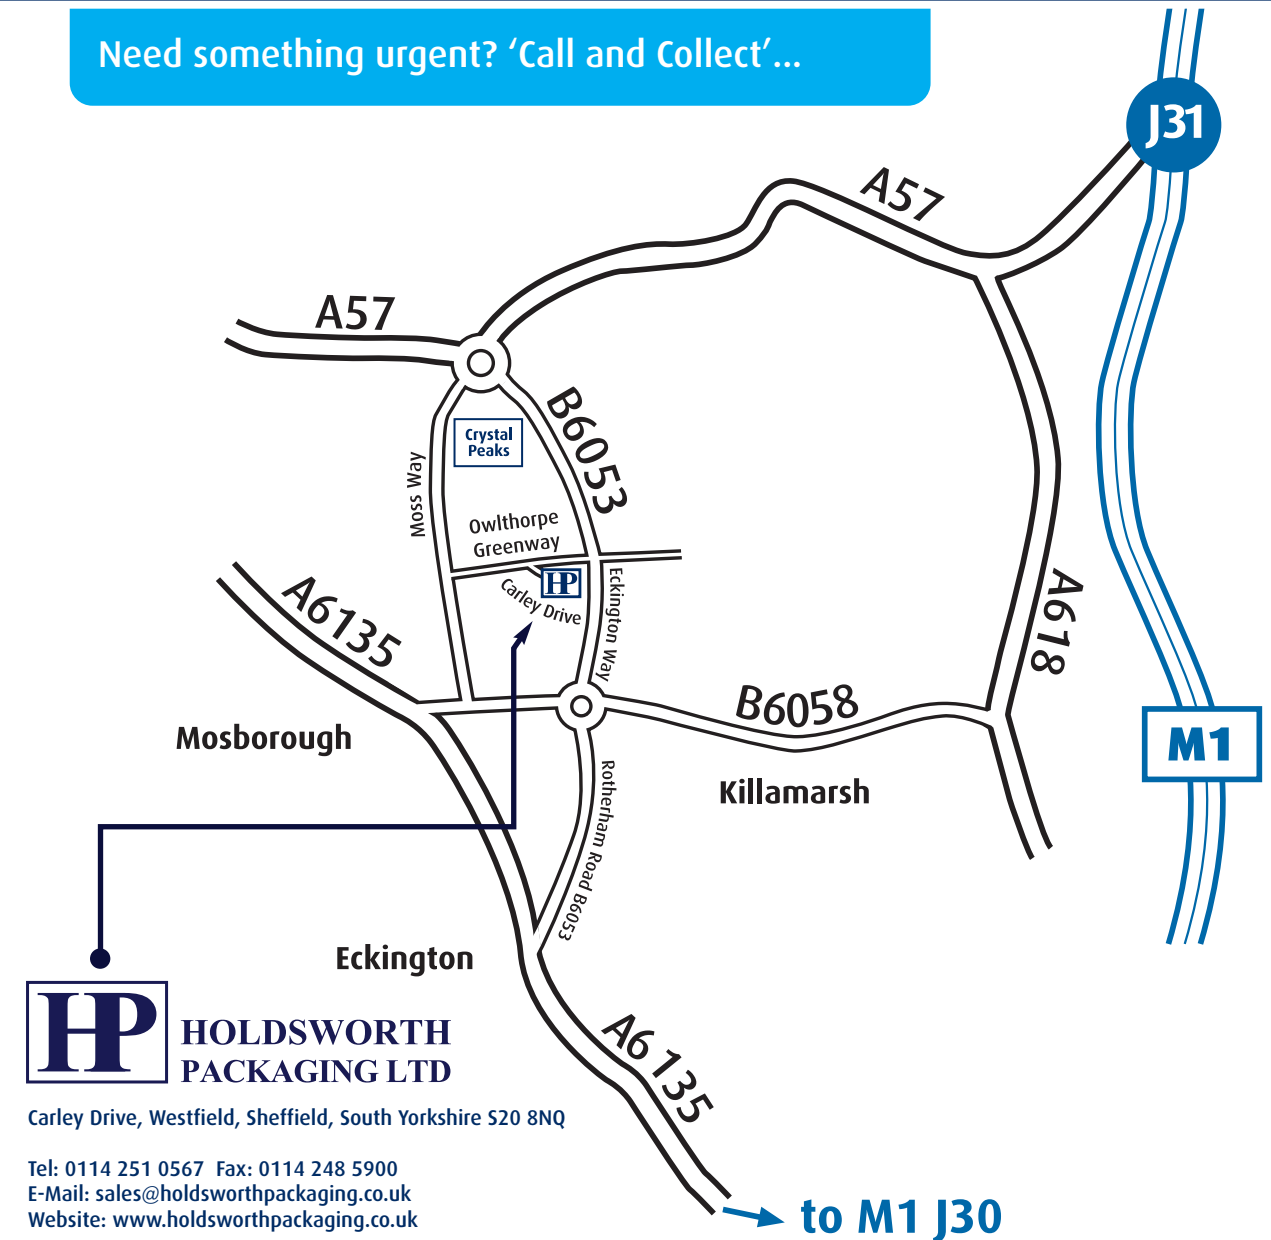 Need something urgent? ‘Call and Collect’...
J31
A57
A57
B6053
Crystal
Peaks
Moss Way
Owlthorpe
Greenway
HP
Carley Drive
Eckington Way
A6135
A618
B6058
Mosborough
M1
Killamarsh
Rotherham Road B6053
Eckington
HP
HOLDSWORTH
PACKAGING LTD
A6 135
Carley Drive, Westfield, Sheffield, South Yorkshire S20 8NQ
Tel: 0114 251 0567 Fax: 0114 248 5900
E-Mail: sales@holdsworthpackaging.co.uk
Website: www.holdsworthpackaging.co.uk
to M1 J30